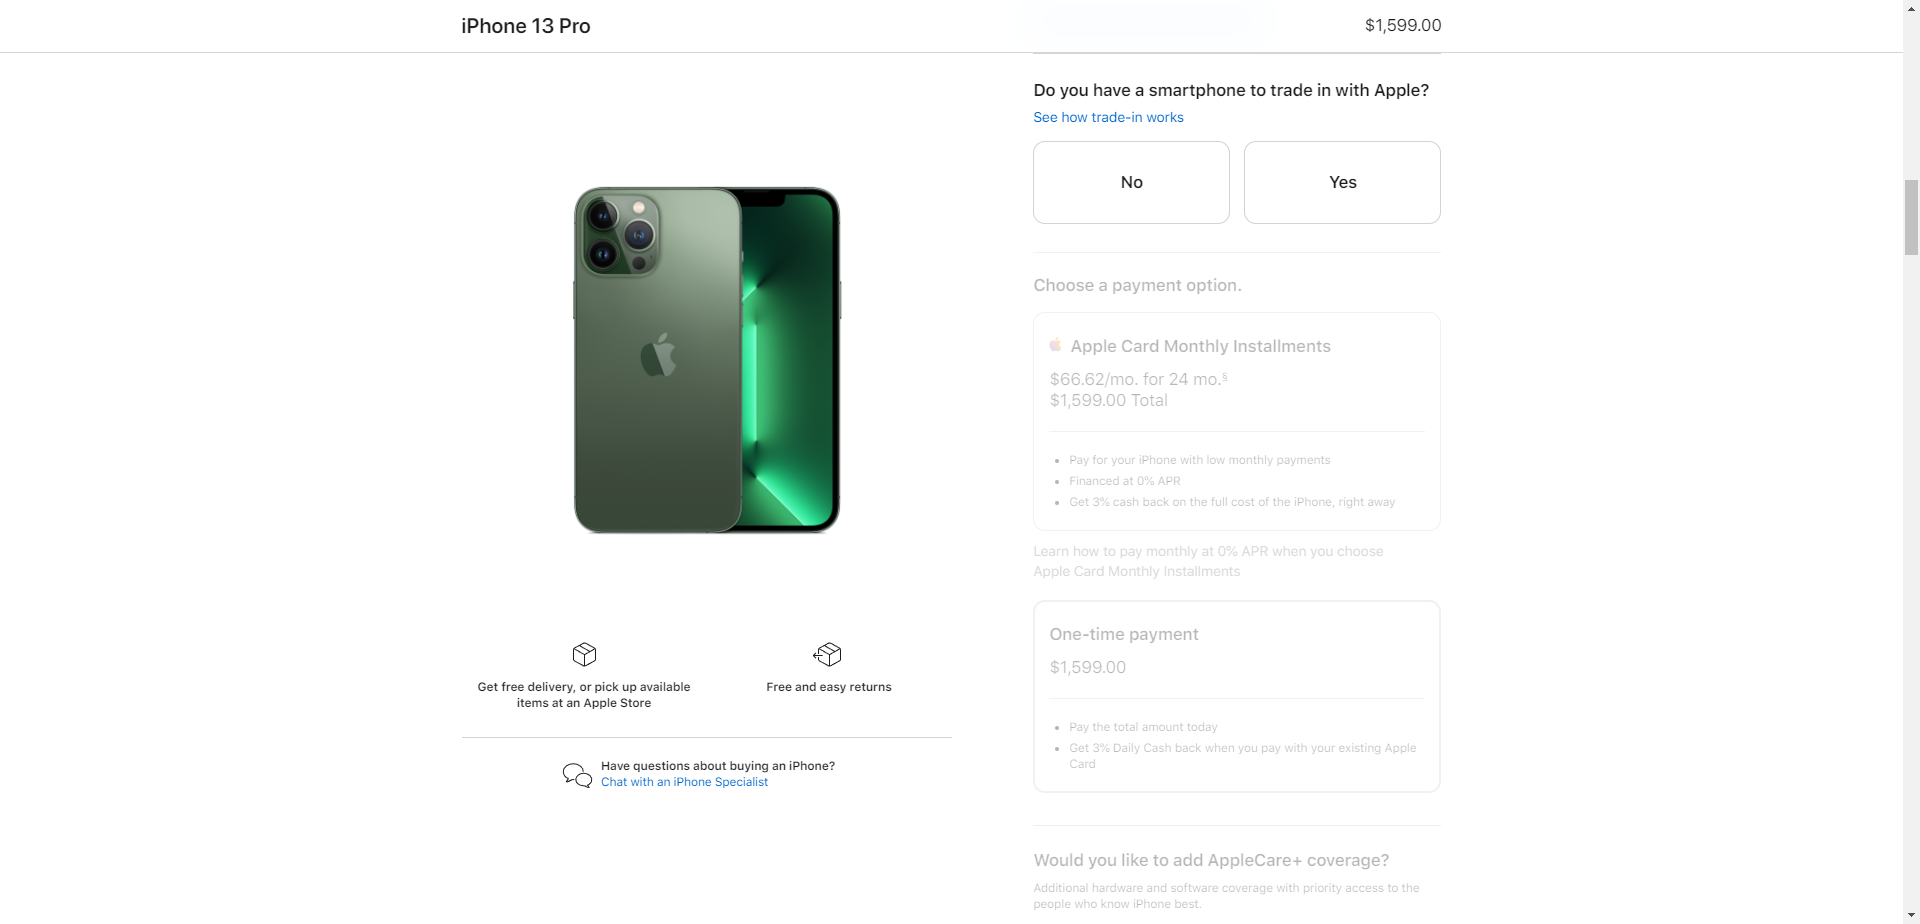 iPhone 13 Pro
$1,599.00
Do you have a smartphone to trade in with Apple?
See how trade-in works
No
Yes
Choose a payment option.
Apple Card Monthly Installments
$66.62/mo. for 24 mo.§
$1,599.00 Total
Pay for your iPhone with low monthly payments
Financed at 0% APR
Get 3% cash back on the full cost of the iPhone, right away
Learn how to pay monthly at 0% APR when you choose
Apple Card Monthly Installments
One-time payment
$1,599.00
Pay the total amount today
Get 3% Daily Cash back when you pay with your existing Apple
Card
Would you like to add AppleCare+ coverage?
Additional hardware and software coverage with priority access to the
people who know iPhone best.
Get free delivery, or pick up available
items at an Apple Store
Free and easy returns
Have questions about buying an iPhone?
Chat with an iPhone Specialist